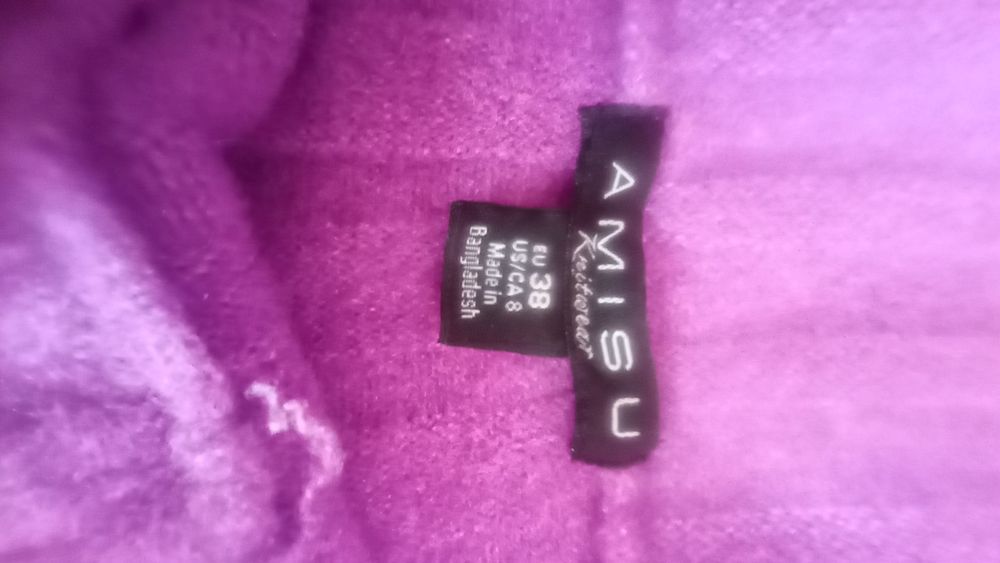 AMISU
Knitwear
EU 38
US/CA 8
Made in
Bangladesh